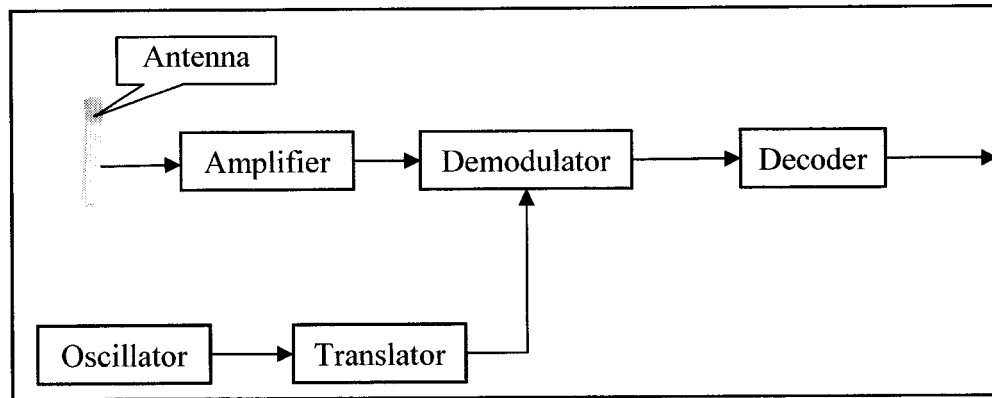 Antenna
Amplifier
Demodulator
Decoder
Oscillator
Translator